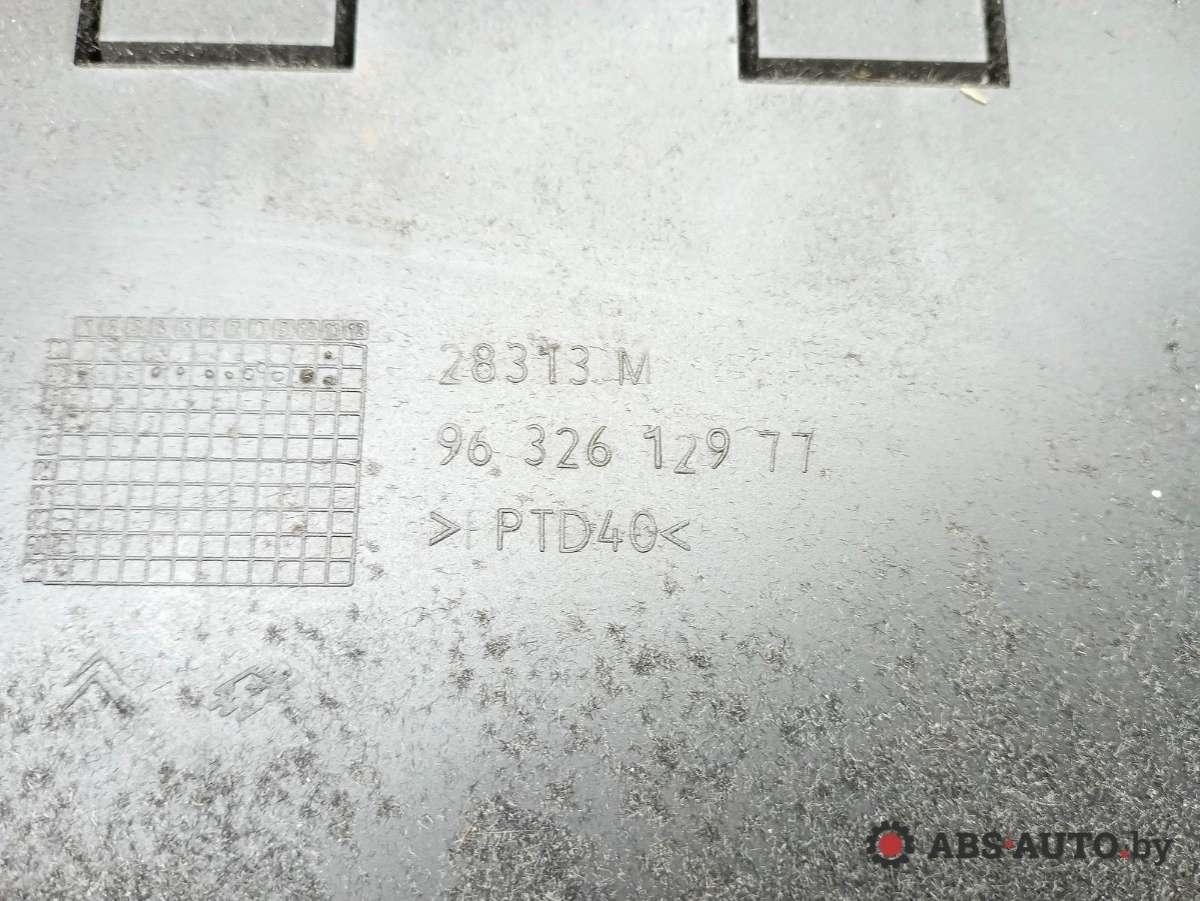 28313 M
96 326 129 77
> PTD40<
ABS-AUTO.by